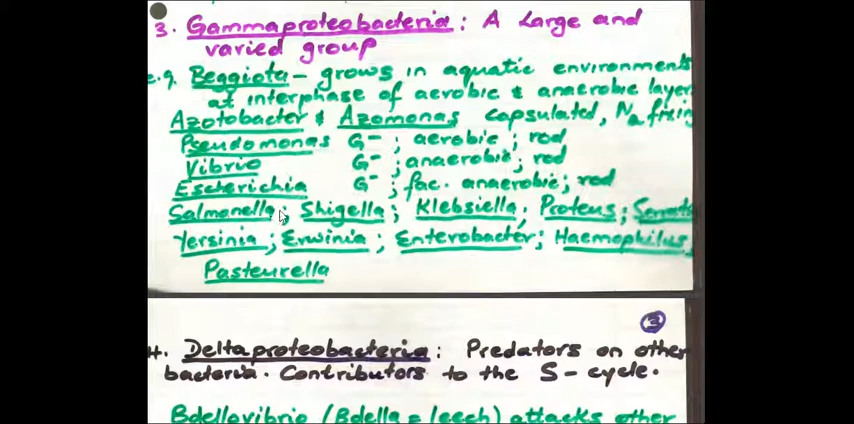 3. Gammaproteobacteria: A Large and
varied group
e.g. Beggiota - grows in aquatic environments
at interphase of aerobic & anaerobic layer
Azotobacter & Azomonas capsulated, N2 fixing
Pseudomonas G- ; aerobic ; rod
Vibrio G- ; anaerobic ; rod
Escterichia G- ; fac. anaerobic ; rod
Salmonella ; Shigella ; Klebsiella ; Proteus ;
Yersinia ; Erwinia ; Enterobacter ; Haemophilus
Pasteurella
3
4. Deltaproteobacteria : Predators on other
bacteria. Contributors to the S-cycle.
Bdellovibrio (Bdella = leech) attacks other